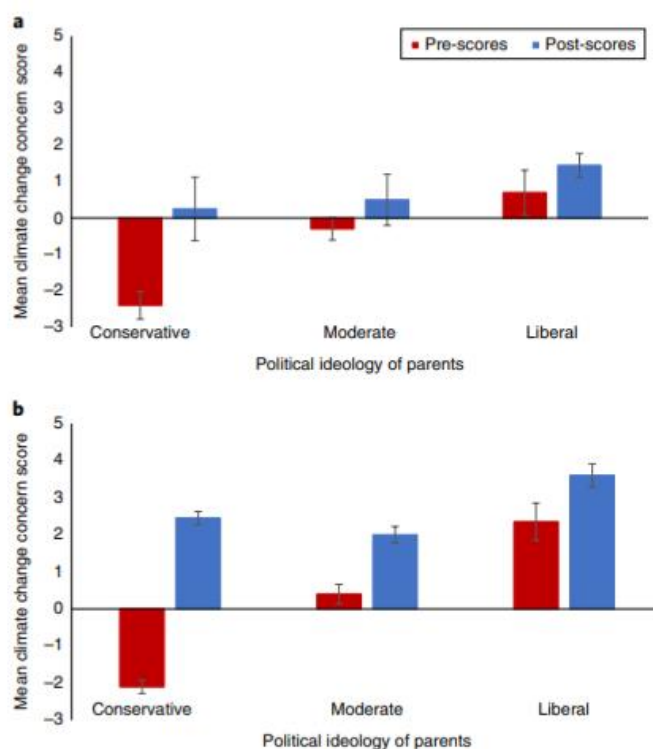 a
Pre-scores Post-scores
Mean climate change concern score
5
4
3
2
1
0
–1
–2
–3
Conservative Moderate Liberal
Political ideology of parents
b
Mean climate change concern score
5
4
3
2
1
0
–1
–2
–3
Conservative Moderate Liberal
Political ideology of parents